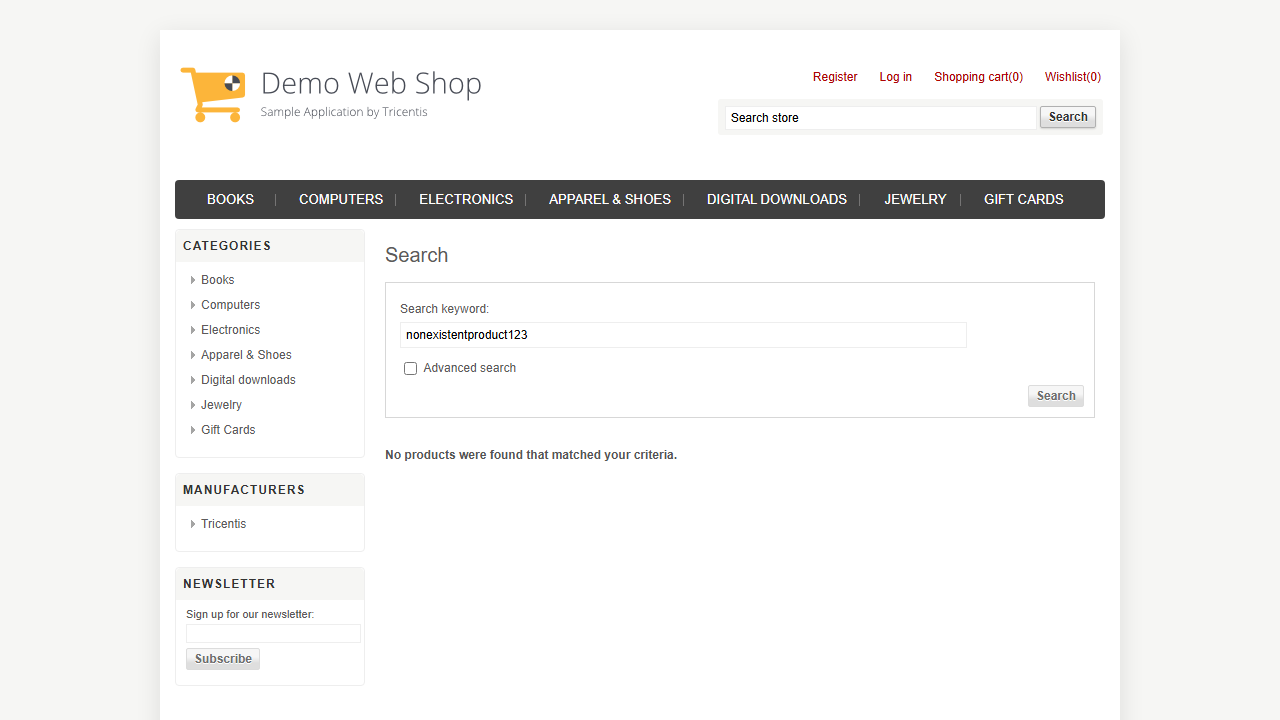 Demo Web Shop
Sample Application by Tricentis
Register Log in Shopping cart(0) Wishlist(0)
Search store Search
BOOKS COMPUTERS ELECTRONICS APPAREL & SHOES DIGITAL DOWNLOADS JEWELRY GIFT CARDS
CATEGORIES
Books
Computers
Electronics
Apparel & Shoes
Digital downloads
Jewelry
Gift Cards
MANUFACTURERS
Tricentis
NEWSLETTER
Sign up for our newsletter:
Subscribe
Search
Search keyword:
nonexistentproduct123
Advanced search
Search
No products were found that matched your criteria.